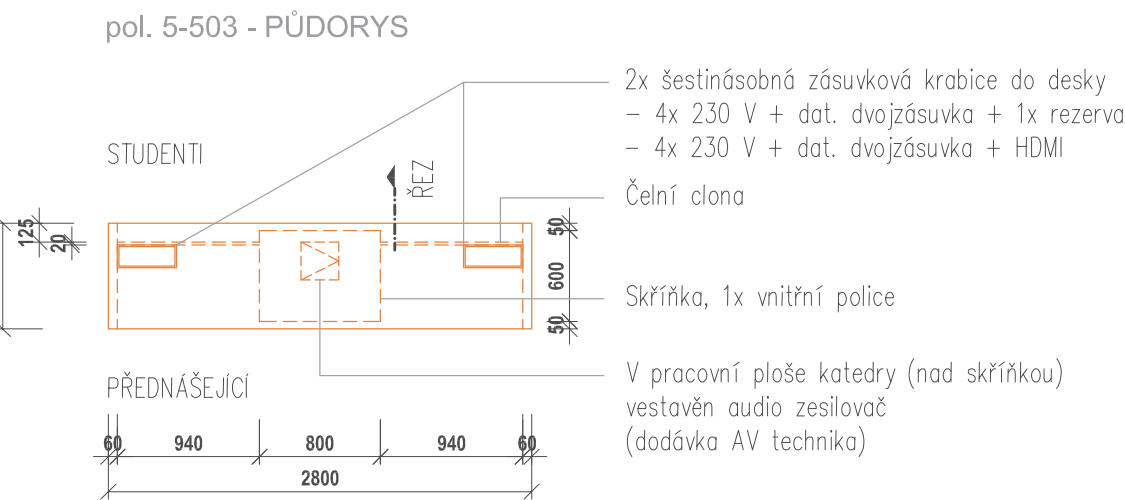 pol. 5-503 - PŮDORYS
2x šestinásobná zásuvková krabice do desky
- 4x 230 V + dat. dvojzásuvka + 1x rezerva
- 4x 230 V + dat. dvojzásuvka + HDMI
STUDENTI
ŘEZ
Čelní clona
125
20
50
600
50
Skříňka, 1x vnitřní police
PŘEDNÁŠEJÍCÍ
V pracovní ploše katedry (nad skříňkou)
vestavěn audio zesilovač
(dodávka AV technika)
60 940 800 940 60
2800